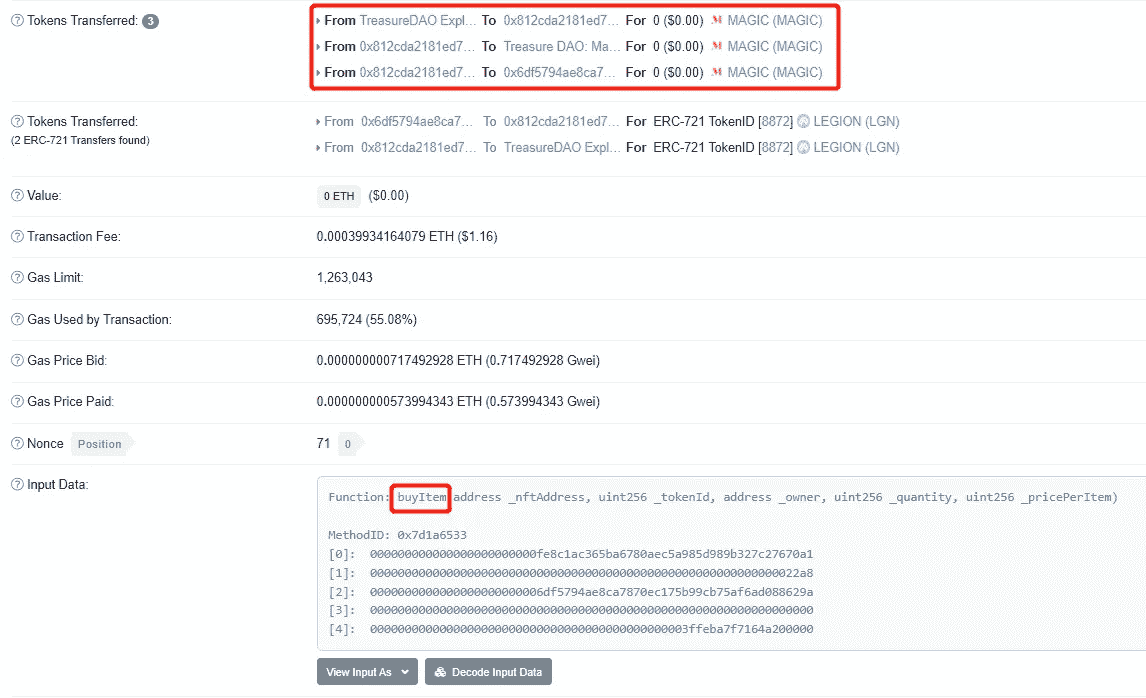 Tokens Transferred: 3
From TreasureDAO Expl... To 0x812cda2181ed7... For 0 ($0.00) MAGIC (MAGIC)
From 0x812cda2181ed7... To Treasure DAO: Ma... For 0 ($0.00) MAGIC (MAGIC)
From 0x812cda2181ed7... To 0x6df5794ae8ca7... For 0 ($0.00) MAGIC (MAGIC)
Tokens Transferred:
(2 ERC-721 Transfers found)
From 0x6df5794ae8ca7... To 0x812cda2181ed7... For ERC-721 TokenID [8872] LEGION (LGN)
From 0x812cda2181ed7... To TreasureDAO Expl... For ERC-721 TokenID [8872] LEGION (LGN)
Value: 0 ETH ($0.00)
Transaction Fee: 0.00039934164079 ETH ($1.16)
Gas Limit: 1,263,043
Gas Used by Transaction: 695,724 (55.08%)
Gas Price Bid: 0.000000000717492928 ETH (0.717492928 Gwei)
Gas Price Paid: 0.000000000573994343 ETH (0.573994343 Gwei)
Nonce Position 71 0
Input Data:
Function: buyItem address _nftAddress, uint256 _tokenId, address _owner, uint256 _quantity, uint256 _pricePerItem)
MethodID: 0x7d1a6533
[0]: 000000000000000000000000fe8c1ac365ba6780aec5a985d989b327c27670a1
[1]: 00000000000000000000000000000000000000000000000000000000000022a8
[2]: 0000000000000000000000006df5794ae8ca7870ec175b99cb75af6ad088629a
[3]: 0000000000000000000000000000000000000000000000000000000000000000
[4]: 00000000000000000000000000000000000000000000003ffeba7f7164a200000
View Input As Decode Input Data